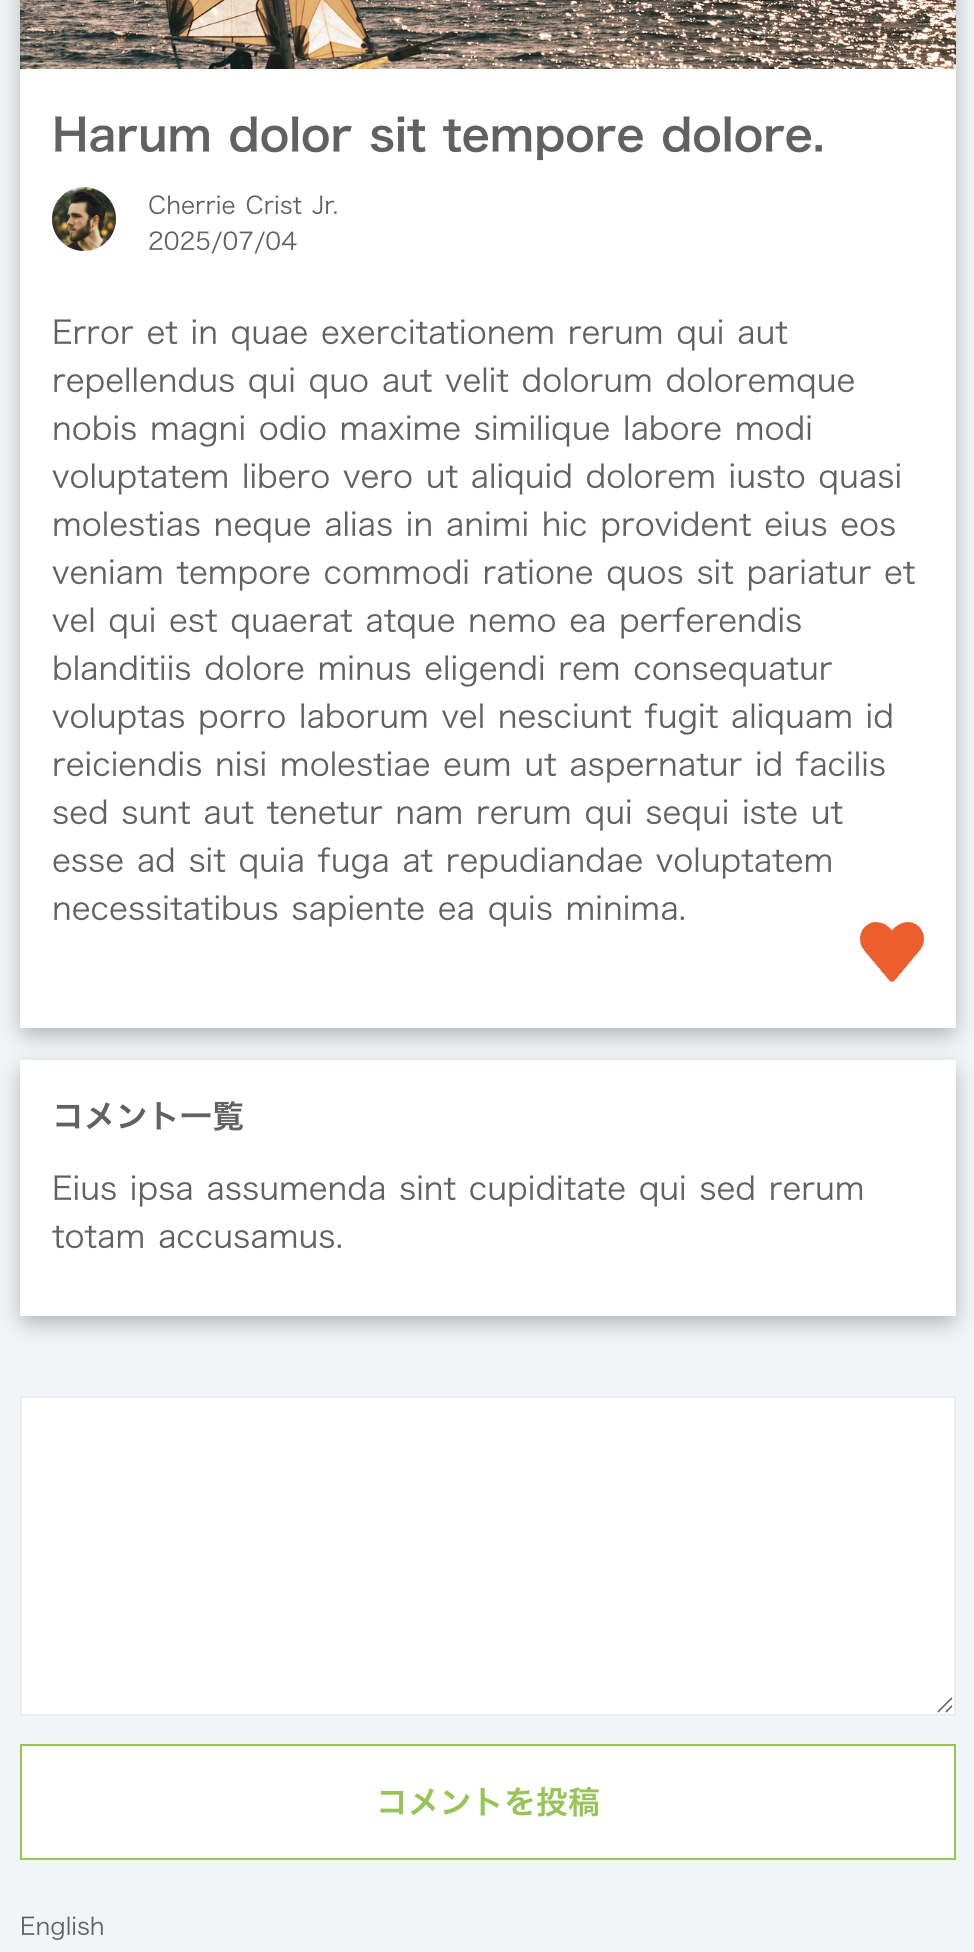 Harum dolor sit tempore dolore.
Cherrie Crist Jr.
2025/07/04
Error et in quae exercitationem rerum qui aut
repellendus qui quo aut velit dolorum doloremque
nobis magni odio maxime similique labore modi
voluptatem libero vero ut aliquid dolorem iusto quasi
molestias neque alias in animi hic provident eius eos
veniam tempore commodi ratione quos sit pariatur et
vel qui est quaerat atque nemo ea perferendis
blanditiis dolore minus eligendi rem consequatur
voluptas porro laborum vel nesciunt fugit aliquam id
reiciendis nisi molestiae eum ut aspernatur id facilis
sed sunt aut tenetur nam rerum qui sequi iste ut
esse ad sit quia fuga at repudiandae voluptatem
necessitatibus sapiente ea quis minima.
コメント一覧
Eius ipsa assumenda sint cupiditate qui sed rerum
totam accusamus.
コメントを投稿
English